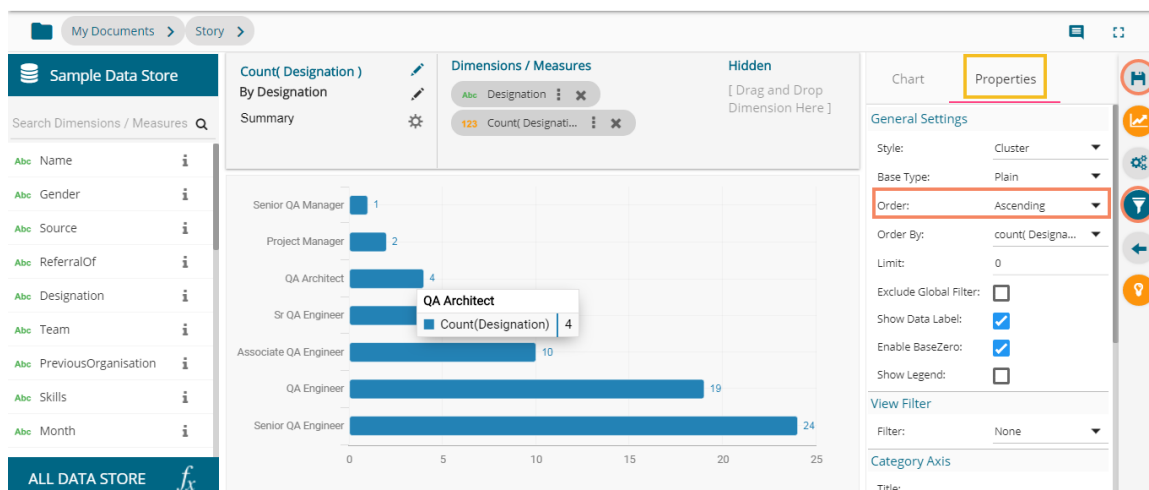 My Documents
Story
Sample Data Store
Search Dimensions / Measures
Abc Name
Abc Gender
Abc Source
Abc ReferralOf
Abc Designation
Abc Team
Abc PreviousOrganisation
Abc Skills
Abc Month
ALL DATA STORE fx
Count( Designation )
By Designation
Summary
Dimensions / Measures
Abc Designation
123 Count( Designati...
Hidden
[ Drag and Drop
Dimension Here ]
Senior QA Manager 1
Project Manager 2
QA Architect 4
Sr QA Engineer
Associate QA Engineer 10
QA Engineer 19
Senior QA Engineer 24
QA Architect
Count(Designation) 4
0 5 10 15 20 25
Chart Properties
General Settings
Style: Cluster
Base Type: Plain
Order: Ascending
Order By: count( Designa...
Limit: 0
Exclude Global Filter:
Show Data Label:
Enable BaseZero:
Show Legend:
View Filter
Filter: None
Category Axis
Title: